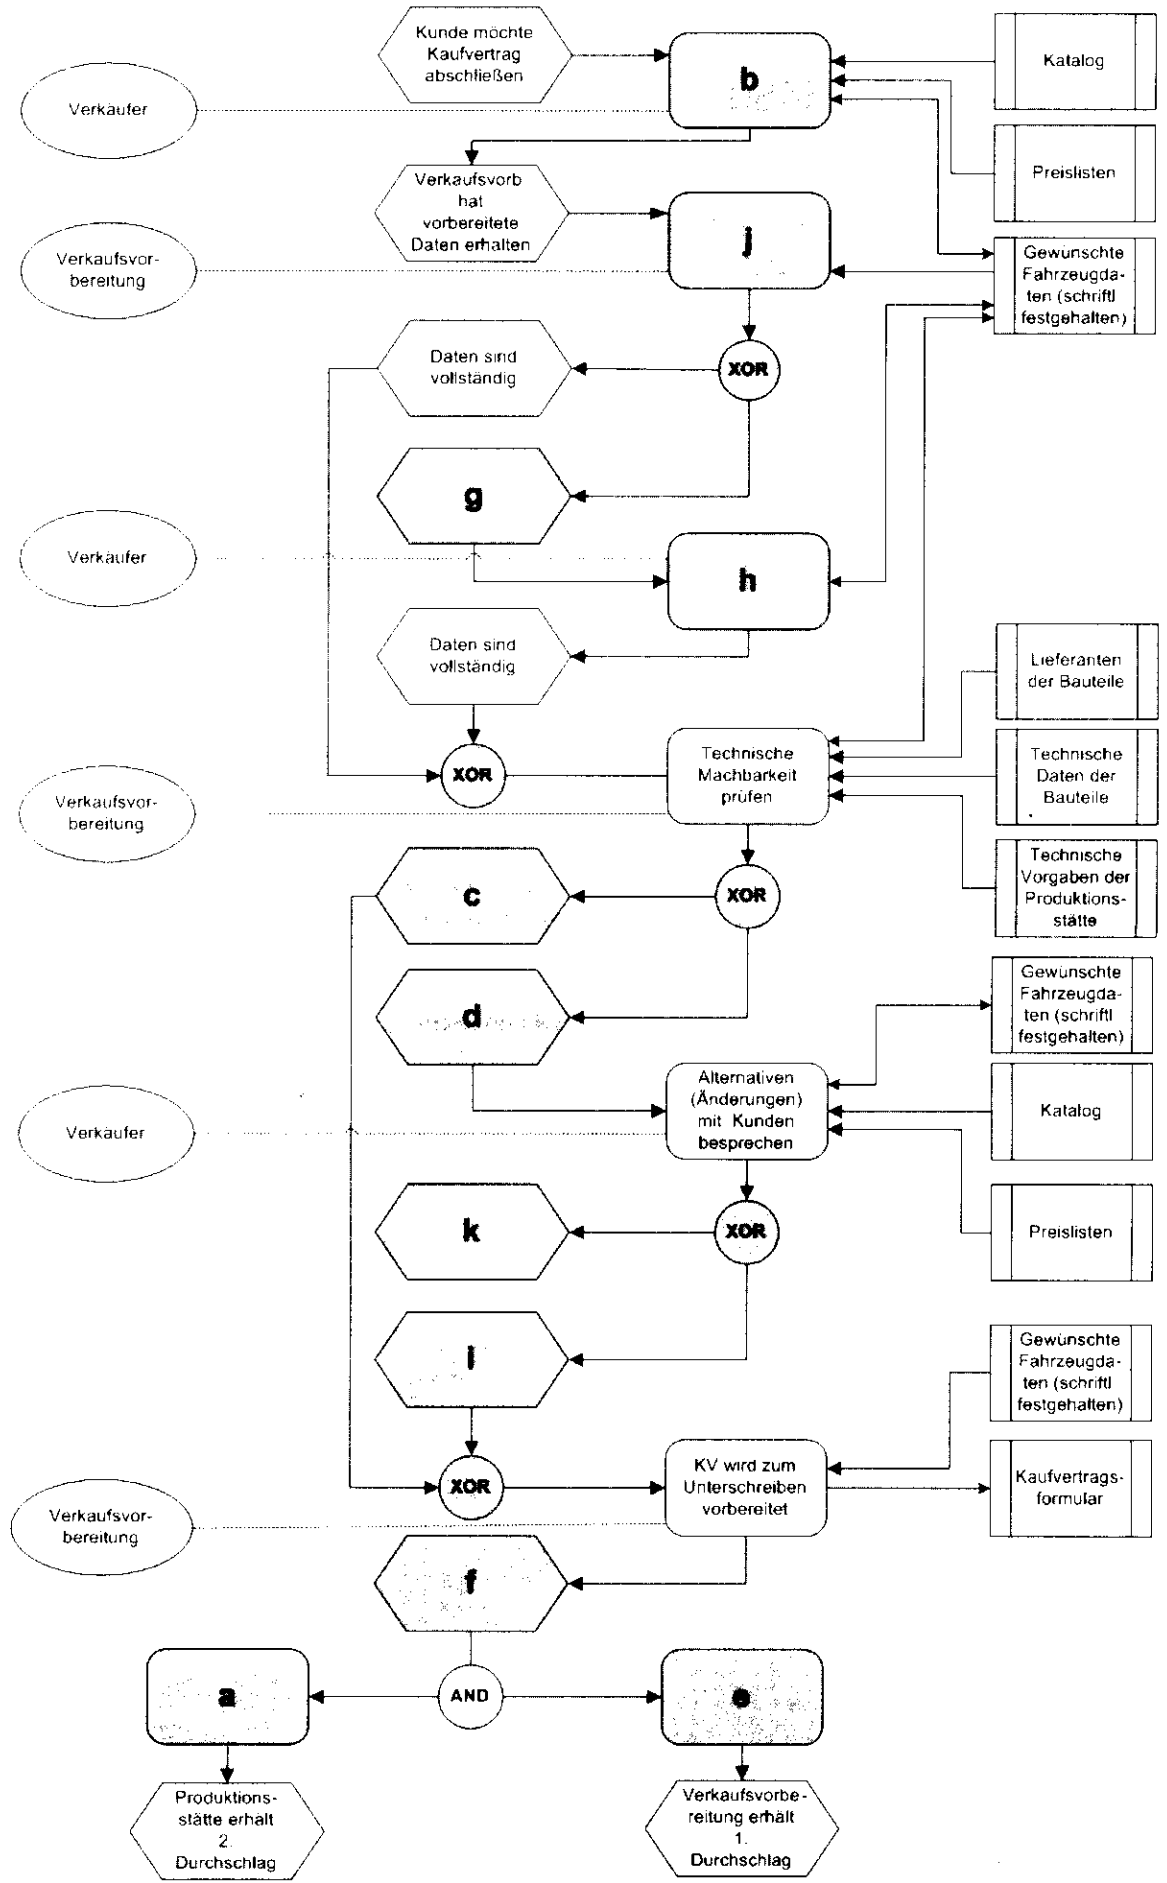 Kunde möchte
Kaufvertrag
abschließen
b
Katalog
Verkäufer
Preislisten
Verkaufsvorb
hat
vorbereitete
Daten erhalten
j
Verkaufsvor-
bereitung
Gewünschte
Fahrzeugda-
ten (schriftl
festgehalten)
Daten sind
vollständig
XOR
g
Verkäufer
h
Daten sind
vollständig
Lieferanten
der Bauteile
XOR
Technische
Machbarkeit
prüfen
Technische
Daten der
Bauteile
Verkaufsvor-
bereitung
Technische
Vorgaben der
Produktions-
stätte
c
XOR
d
Gewünschte
Fahrzeugda-
ten (schriftl
festgehalten)
Alternativen
(Änderungen)
mit Kunden
besprechen
Katalog
Verkäufer
k
XOR
Preislisten
i
Gewünschte
Fahrzeugda-
ten (schriftl
festgehalten)
XOR
KV wird zum
Unterschreiben
vorbereitet
Kaufvertrags-
formular
Verkaufsvor-
bereitung
f
a
AND
e
Produktions-
stätte erhält
2.
Durchschlag
Verkaufsvorbe-
reitung erhält
1.
Durchschlag